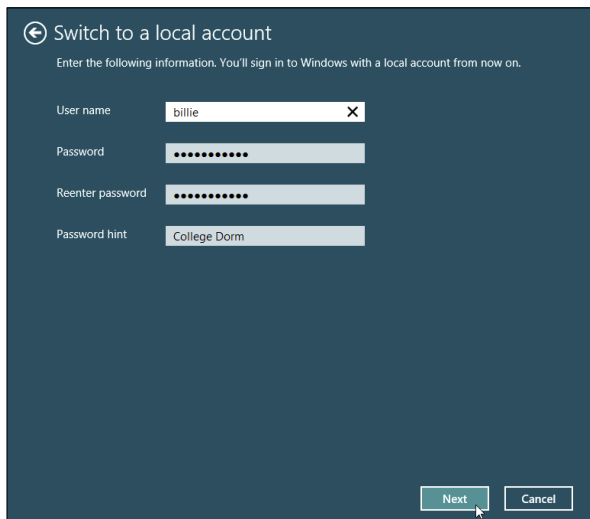 Switch to a local account
Enter the following information. You'll sign in to Windows with a local account from now on.
User name billie
Password •••••••••••
Reenter password •••••••••••
Password hint College Dorm
Next Cancel